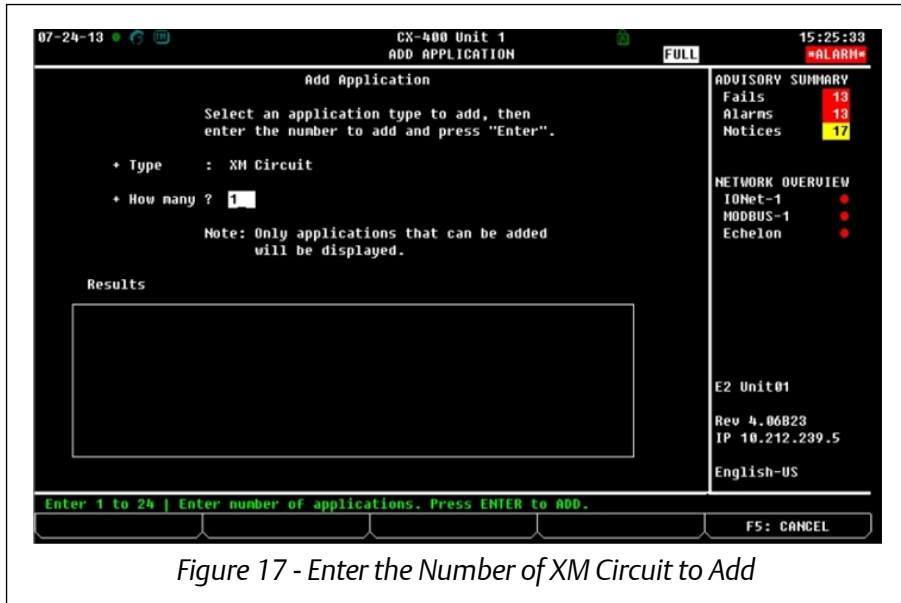 07-24-13 CX-400 Unit 1 15:25:33
ADD APPLICATION FULL *ALARM*
Add Application
Select an application type to add, then
enter the number to add and press "Enter".
+ Type : XM Circuit
+ How many ? 1
Note: Only applications that can be added
will be displayed.
Results
ADVISORY SUMMARY
Fails 13
Alarms 13
Notices 17
NETWORK OVERVIEW
IONet-1
MODBUS-1
Echelon
E2 Unit01
Rev 4.06B23
IP 10.212.239.5
English-US
Enter 1 to 24 | Enter number of applications. Press ENTER to ADD.
F5: CANCEL
Figure 17 - Enter the Number of XM Circuit to Add